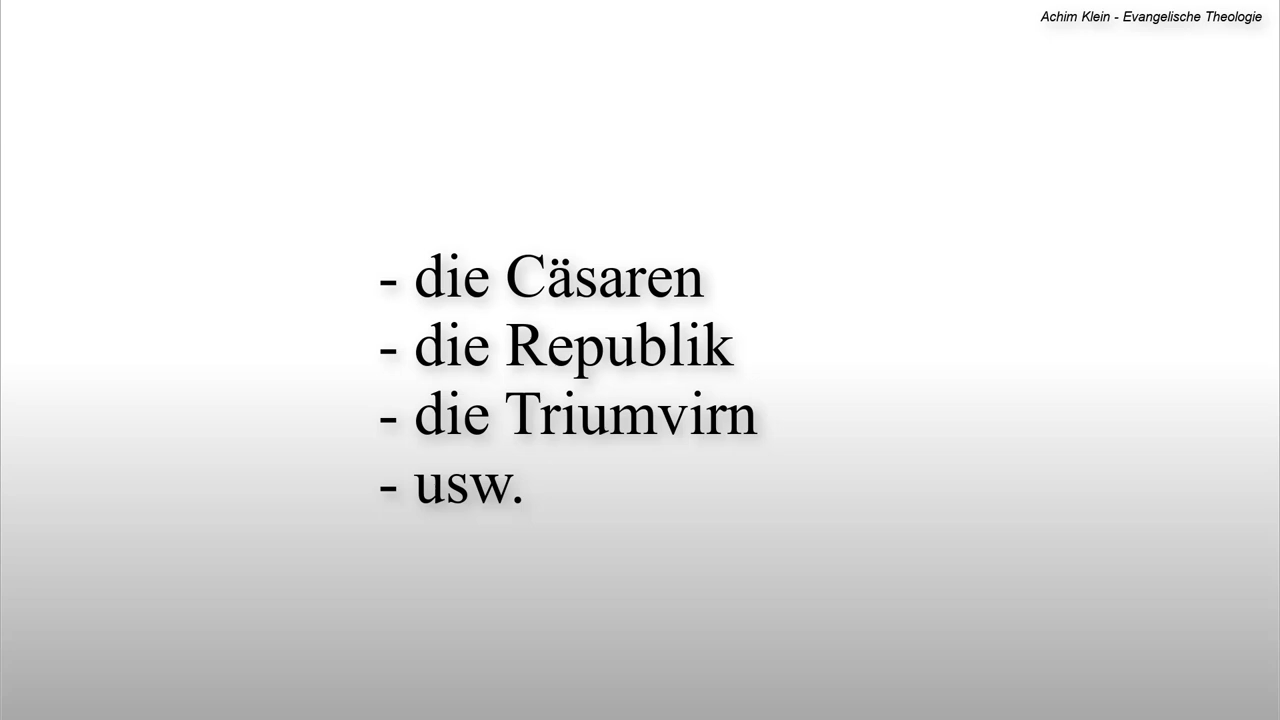 Achim Klein - Evangelische Theologie
- die Cäsaren
- die Republik
- die Triumvirn
- usw.